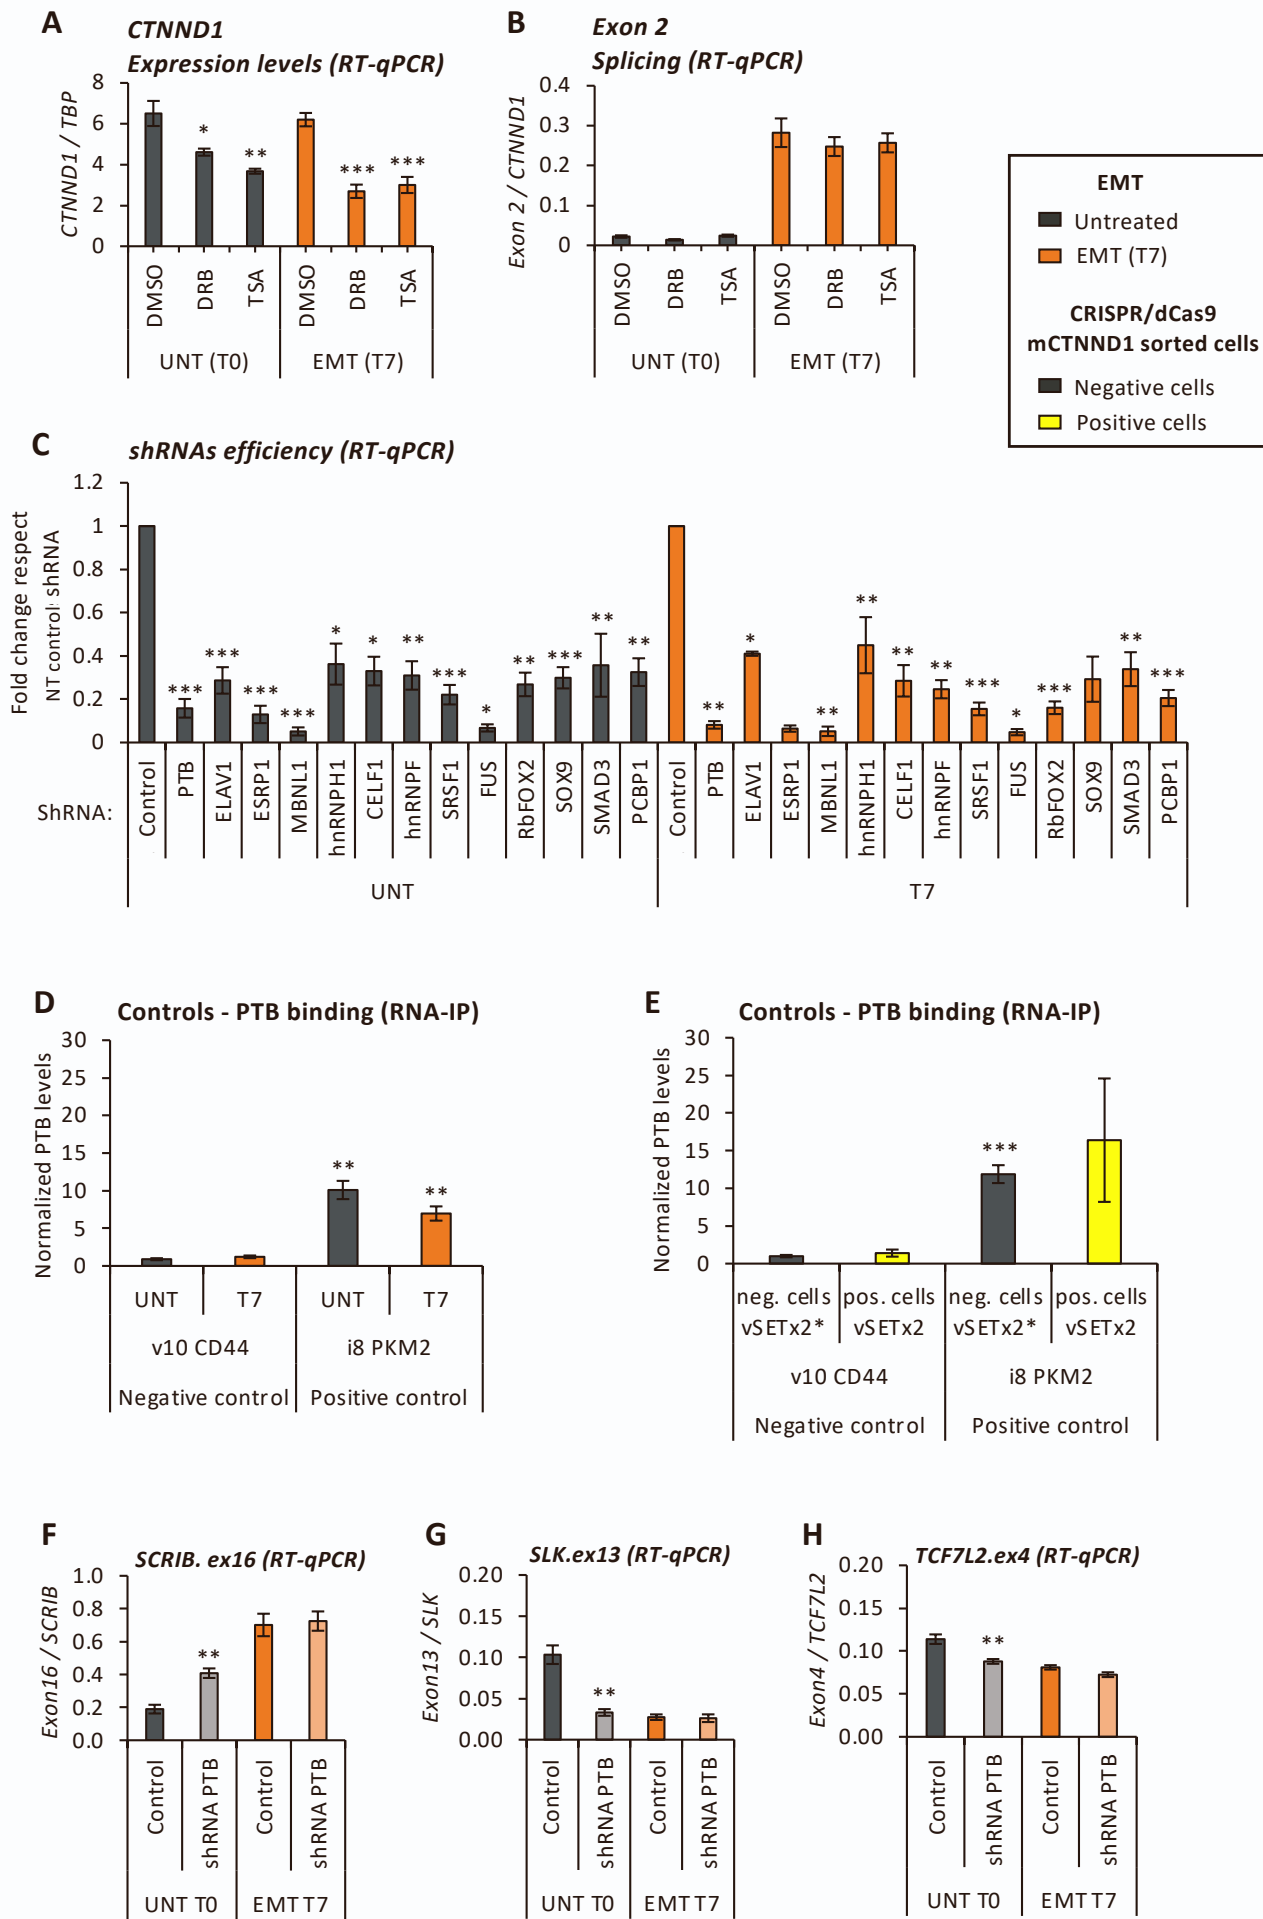 A
CTNND1
Expression levels (RT-qPCR)
CTNND1 / TBP
8
6
4
2
0
*
**
***
***
DMSO
DRB
TSA
DMSO
DRB
TSA
UNT (T0)
EMT (T7)
B
Exon 2
Splicing (RT-qPCR)
Exon 2 / CTNND1
0.4
0.3
0.2
0.1
0
DMSO
DRB
TSA
DMSO
DRB
TSA
UNT (T0)
EMT (T7)
EMT
Untreated
EMT (T7)
CRISPR/dCas9
mCTNND1 sorted cells
Negative cells
Positive cells
C
shRNAs efficiency (RT-qPCR)
Fold change respect
NT control shRNA
1.2
1
0.8
0.6
0.4
0.2
0
***
***
***
***
*
*
**
***
*
**
***
**
**
**
*
**
**
**
**
***
*
***
**
***
ShRNA:
Control
PTB
ELAV1
ESRP1
MBNL1
hnRNPH1
CELF1
hnRNPF
SRSF1
FUS
RbFOX2
SOX9
SMAD3
PCBP1
Control
PTB
ELAV1
ESRP1
MBNL1
hnRNPH1
CELF1
hnRNPF
SRSF1
FUS
RbFOX2
SOX9
SMAD3
PCBP1
UNT
T7
D
Controls - PTB binding (RNA-IP)
Normalized PTB levels
30
25
20
15
10
5
0
**
**
UNT
T7
UNT
T7
v10 CD44
i8 PKM2
Negative control
Positive control
E
Controls - PTB binding (RNA-IP)
Normalized PTB levels
30
25
20
15
10
5
0
***
neg. cells
vSETx2*
pos. cells
vSETx2
neg. cells
vSETx2*
pos. cells
vSETx2
v10 CD44
i8 PKM2
Negative control
Positive control
F
SCRIB. ex16 (RT-qPCR)
Exon16 / SCRIB
1.0
0.8
0.6
0.4
0.2
0.0
**
Control
shRNA PTB
Control
shRNA PTB
UNT T0
EMT T7
G
SLK.ex13 (RT-qPCR)
Exon13 / SLK
0.20
0.15
0.10
0.05
0.00
**
Control
shRNA PTB
Control
shRNA PTB
UNT T0
EMT T7
H
TCF7L2.ex4 (RT-qPCR)
Exon4 / TCF7L2
0.20
0.15
0.10
0.05
0.00
**
Control
shRNA PTB
Control
shRNA PTB
UNT T0
EMT T7